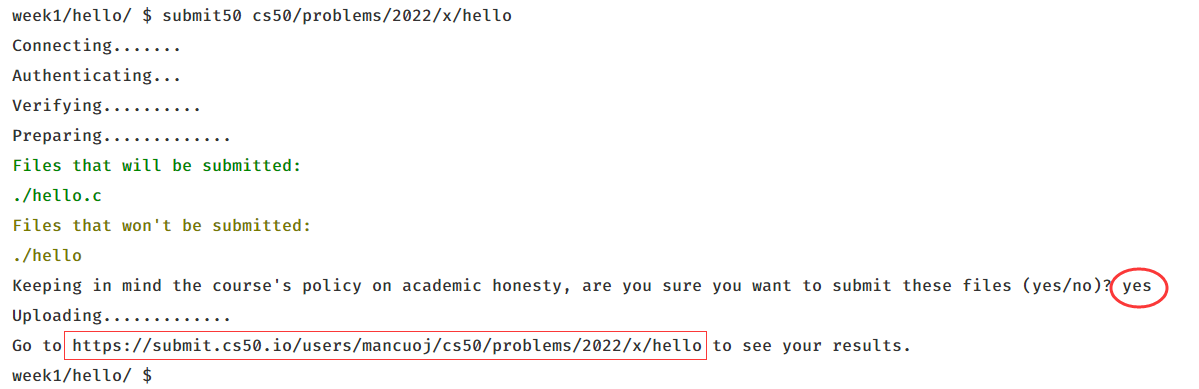 week1/hello/ $ submit50 cs50/problems/2022/x/hello
Connecting.......
Authenticating...
Verifying..........
Preparing.............
Files that will be submitted:
./hello.c
Files that won't be submitted:
./hello
Keeping in mind the course's policy on academic honesty, are you sure you want to submit these files (yes/no)? yes
Uploading.............
Go to https://submit.cs50.io/users/mancuoj/cs50/problems/2022/x/hello to see your results.
week1/hello/ $